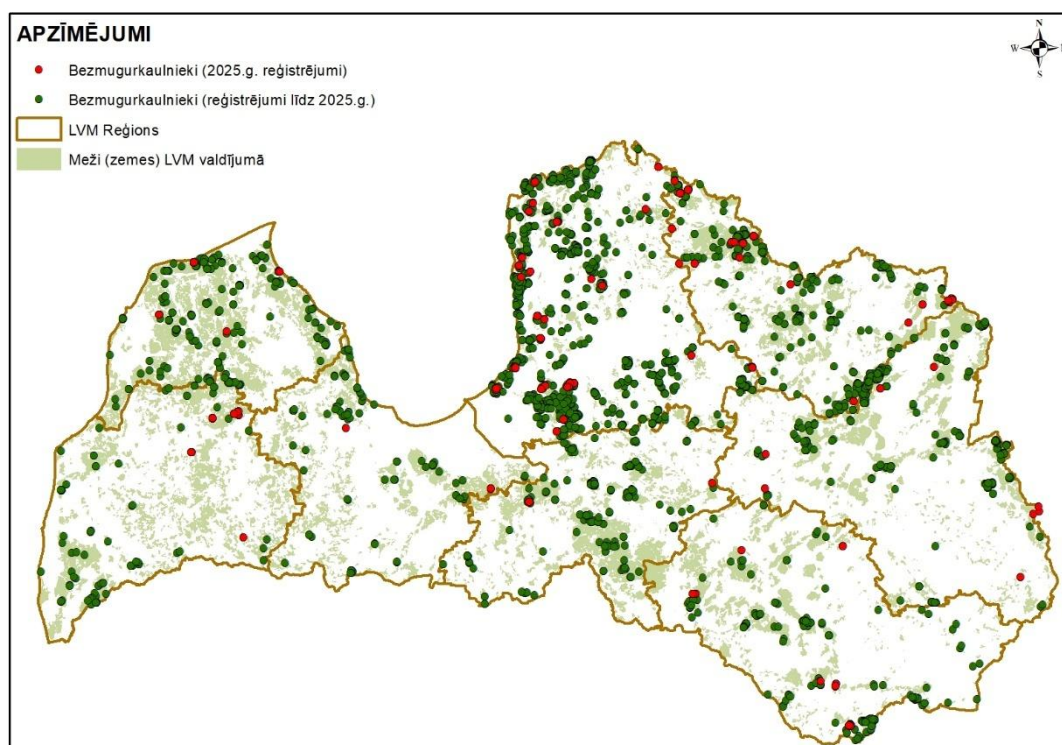 APZĪMĒJUMI
Bezmugurkaulnieki (2025.g. reģistrējumi)
Bezmugurkaulnieki (reģistrējumi līdz 2025.g.)
LVM Reģions
Meži (zemes) LVM valdījumā
N
W
E
S